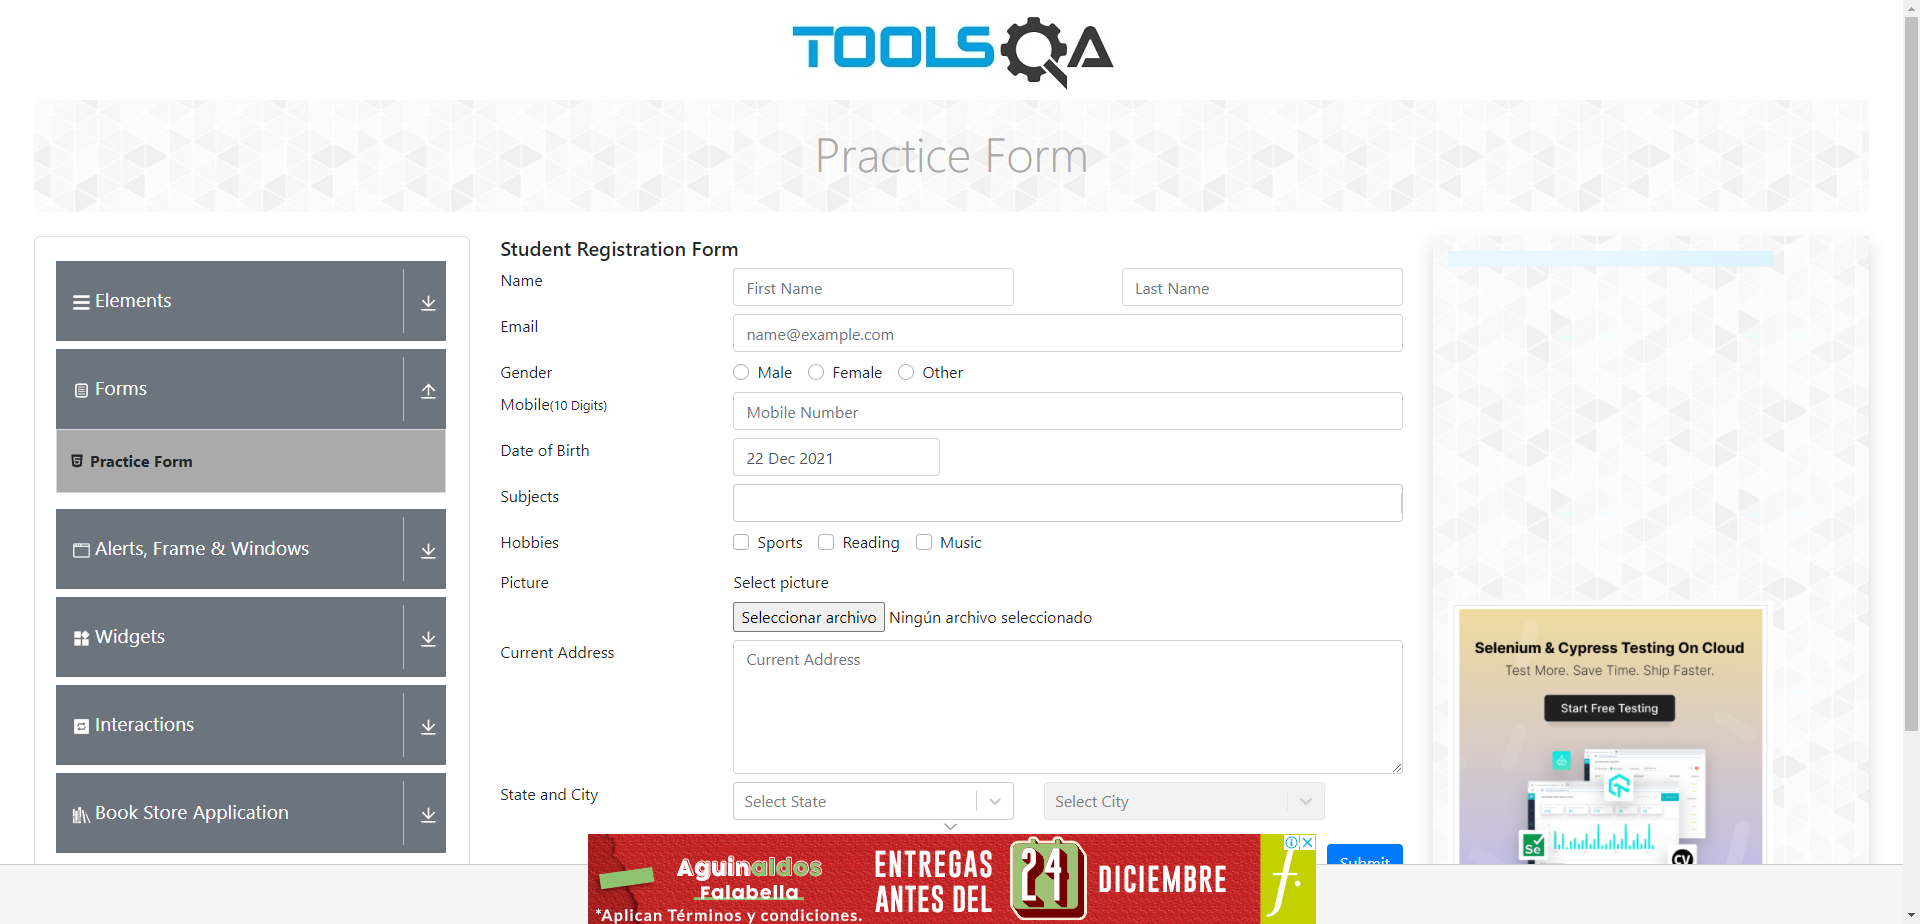 TOOLSQA
Practice Form
Elements
Forms
Practice Form
Alerts, Frame & Windows
Widgets
Interactions
Book Store Application
Student Registration Form
Name
First Name
Last Name
Email
name@example.com
Gender
Male
Female
Other
Mobile(10 Digits)
Mobile Number
Date of Birth
22 Dec 2021
Subjects
Hobbies
Sports
Reading
Music
Picture
Select picture
Seleccionar archivo Ningún archivo seleccionado
Current Address
Current Address
State and City
Select State
Select City
Submit
Selenium & Cypress Testing On Cloud
Test More. Save Time. Ship Faster.
Start Free Testing
Se
CV
Aguinaldos
Falabella
*Aplican Términos y condiciones.
ENTREGAS
ANTES DEL
24
DICIEMBRE
f.